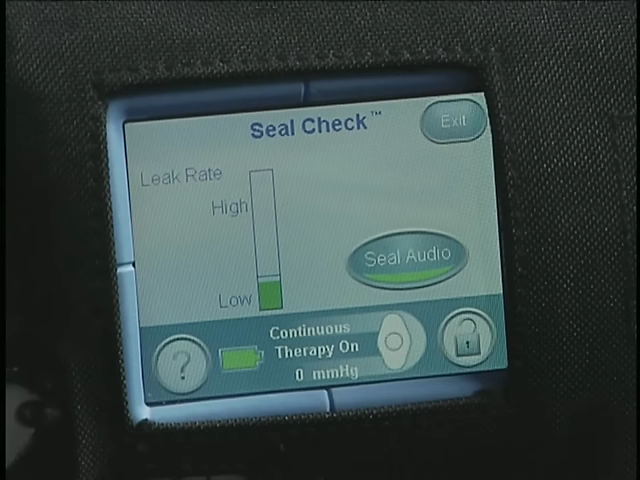 Seal Check™
Exit
Leak Rate
High
Seal Audio
Low
Continuous
Therapy On
0 mmHg
?